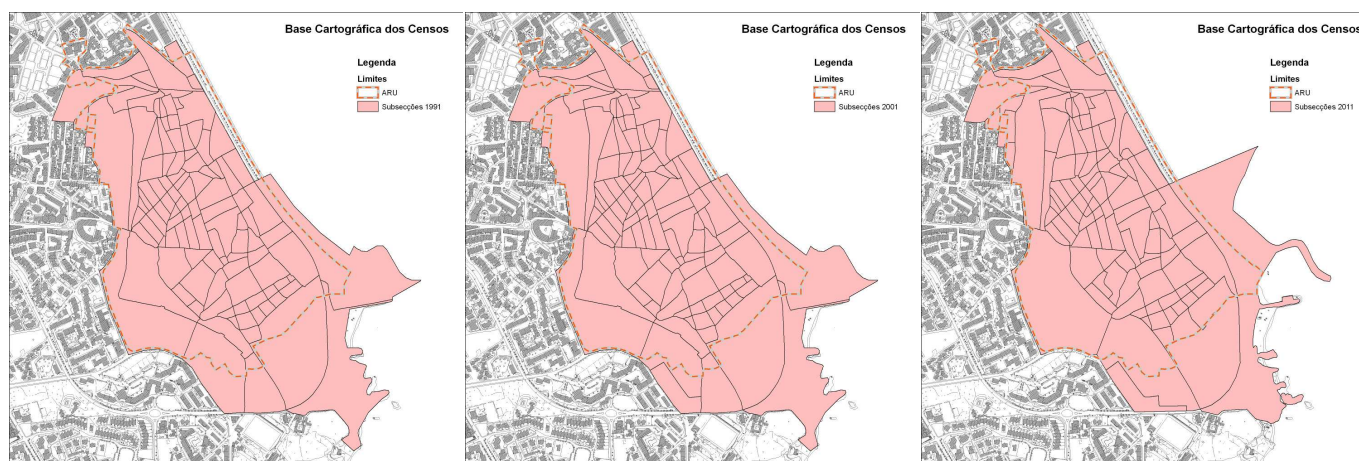 Base Cartográfica dos Censos
Legenda
Limites
ARU
Subsecções 1991
Base Cartográfica dos Censos
Legenda
Limites
ARU
Subsecções 2001
Base Cartográfica dos Censos
Legenda
Limites
ARU
Subsecções 2011